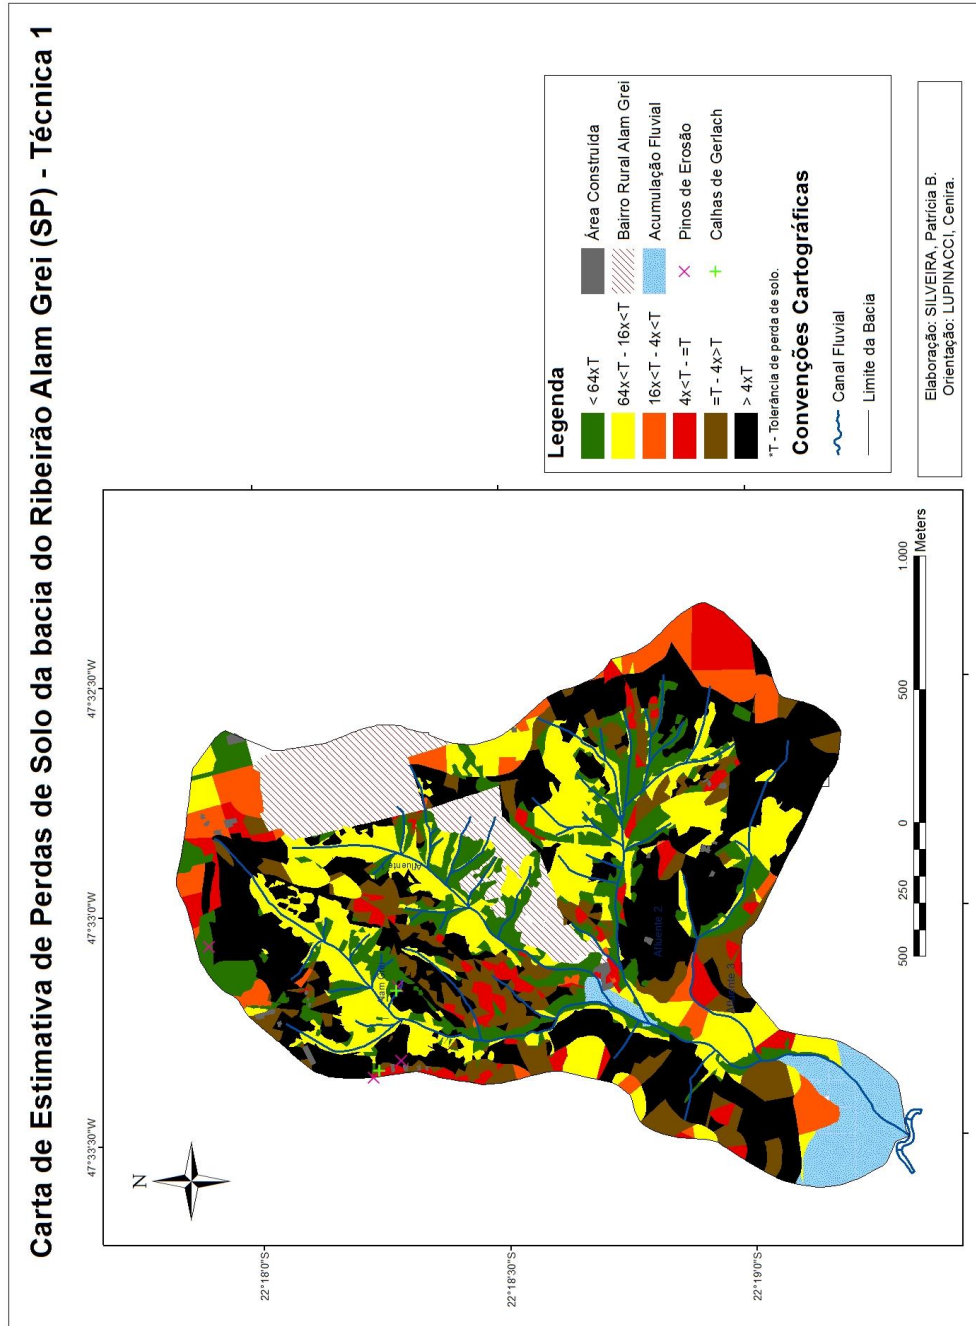 Carta de Estimativa de Perdas de Solo da bacia do Ribeirão Alam Grei (SP) - Técnica 1
N
47°33'30"W
47°33'0"W
47°32'30"W
22°18'0"S
22°18'30"S
22°19'0"S
Afluente 2
500
250
0
500
1.000
Meters
Legenda
< 64xT
64x<T - 16x<T
16x<T - 4x<T
4x<T - =T
=T - 4x>T
> 4xT
Área Construída
Bairro Rural Alam Grei
Acumulação Fluvial
Pinos de Erosão
Calhas de Gerlach
*T - Tolerância de perda de solo.
Convenções Cartográficas
Canal Fluvial
Limite da Bacia
Elaboração: SILVEIRA, Patrícia B.
Orientação: LUPINACCI, Cenira.